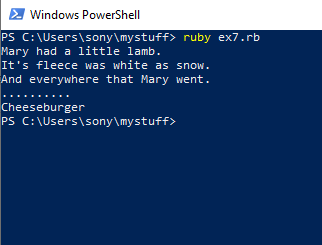 Windows PowerShell
PS C:\Users\sony\mystuff> ruby ex7.rb
Mary had a little lamb.
It's fleece was white as snow.
And everywhere that Mary went.
..........
Cheeseburger
PS C:\Users\sony\mystuff>